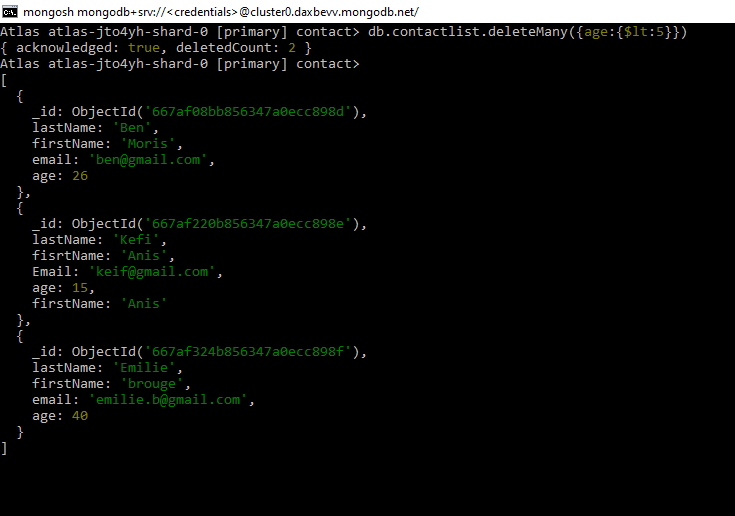 mongosh mongodb+srv://<credentials>@cluster0.daxbevv.mongodb.net/
Atlas atlas-jto4yh-shard-0 [primary] contact> db.contactlist.deleteMany({age:{$lt:5}})
{ acknowledged: true, deletedCount: 2 }
Atlas atlas-jto4yh-shard-0 [primary] contact>
[
  {
    _id: ObjectId('667af08bb856347a0ecc898d'),
    lastName: 'Ben',
    firstName: 'Moris',
    email: 'ben@gmail.com',
    age: 26
  },
  {
    _id: ObjectId('667af220b856347a0ecc898e'),
    lastName: 'Kefi',
    fisrtName: 'Anis',
    Email: 'keif@gmail.com',
    age: 15,
    firstName: 'Anis'
  },
  {
    _id: ObjectId('667af324b856347a0ecc898f'),
    lastName: 'Emilie',
    firstName: 'brouge',
    email: 'emilie.b@gmail.com',
    age: 40
  }
]